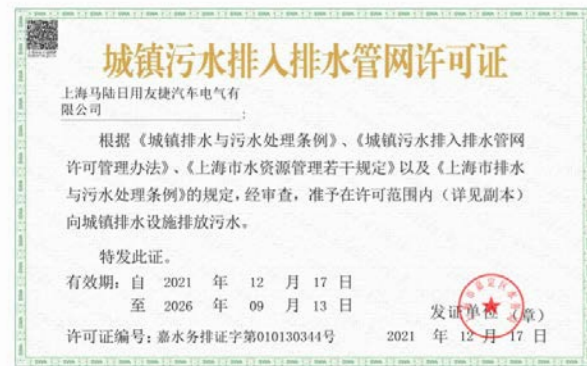 城镇污水排入排水管网许可证
上海马陆日用友捷汽车电气有
限公司：
根据《城镇排水与污水处理条例》、《城镇污水排入排水管网
许可管理办法》、《上海市水资源管理若干规定》以及《上海市排水
与污水处理条例》的规定，经审查，准予在许可范围内（详见副本）
向城镇排水设施排放污水。
特发此证。
有效期：自 2021 年 12 月 17 日
至 2026 年 09 月 13 日
发证单位（章）
许可证编号：嘉水务排证字第010130344号 2021 年 12 月 17 日